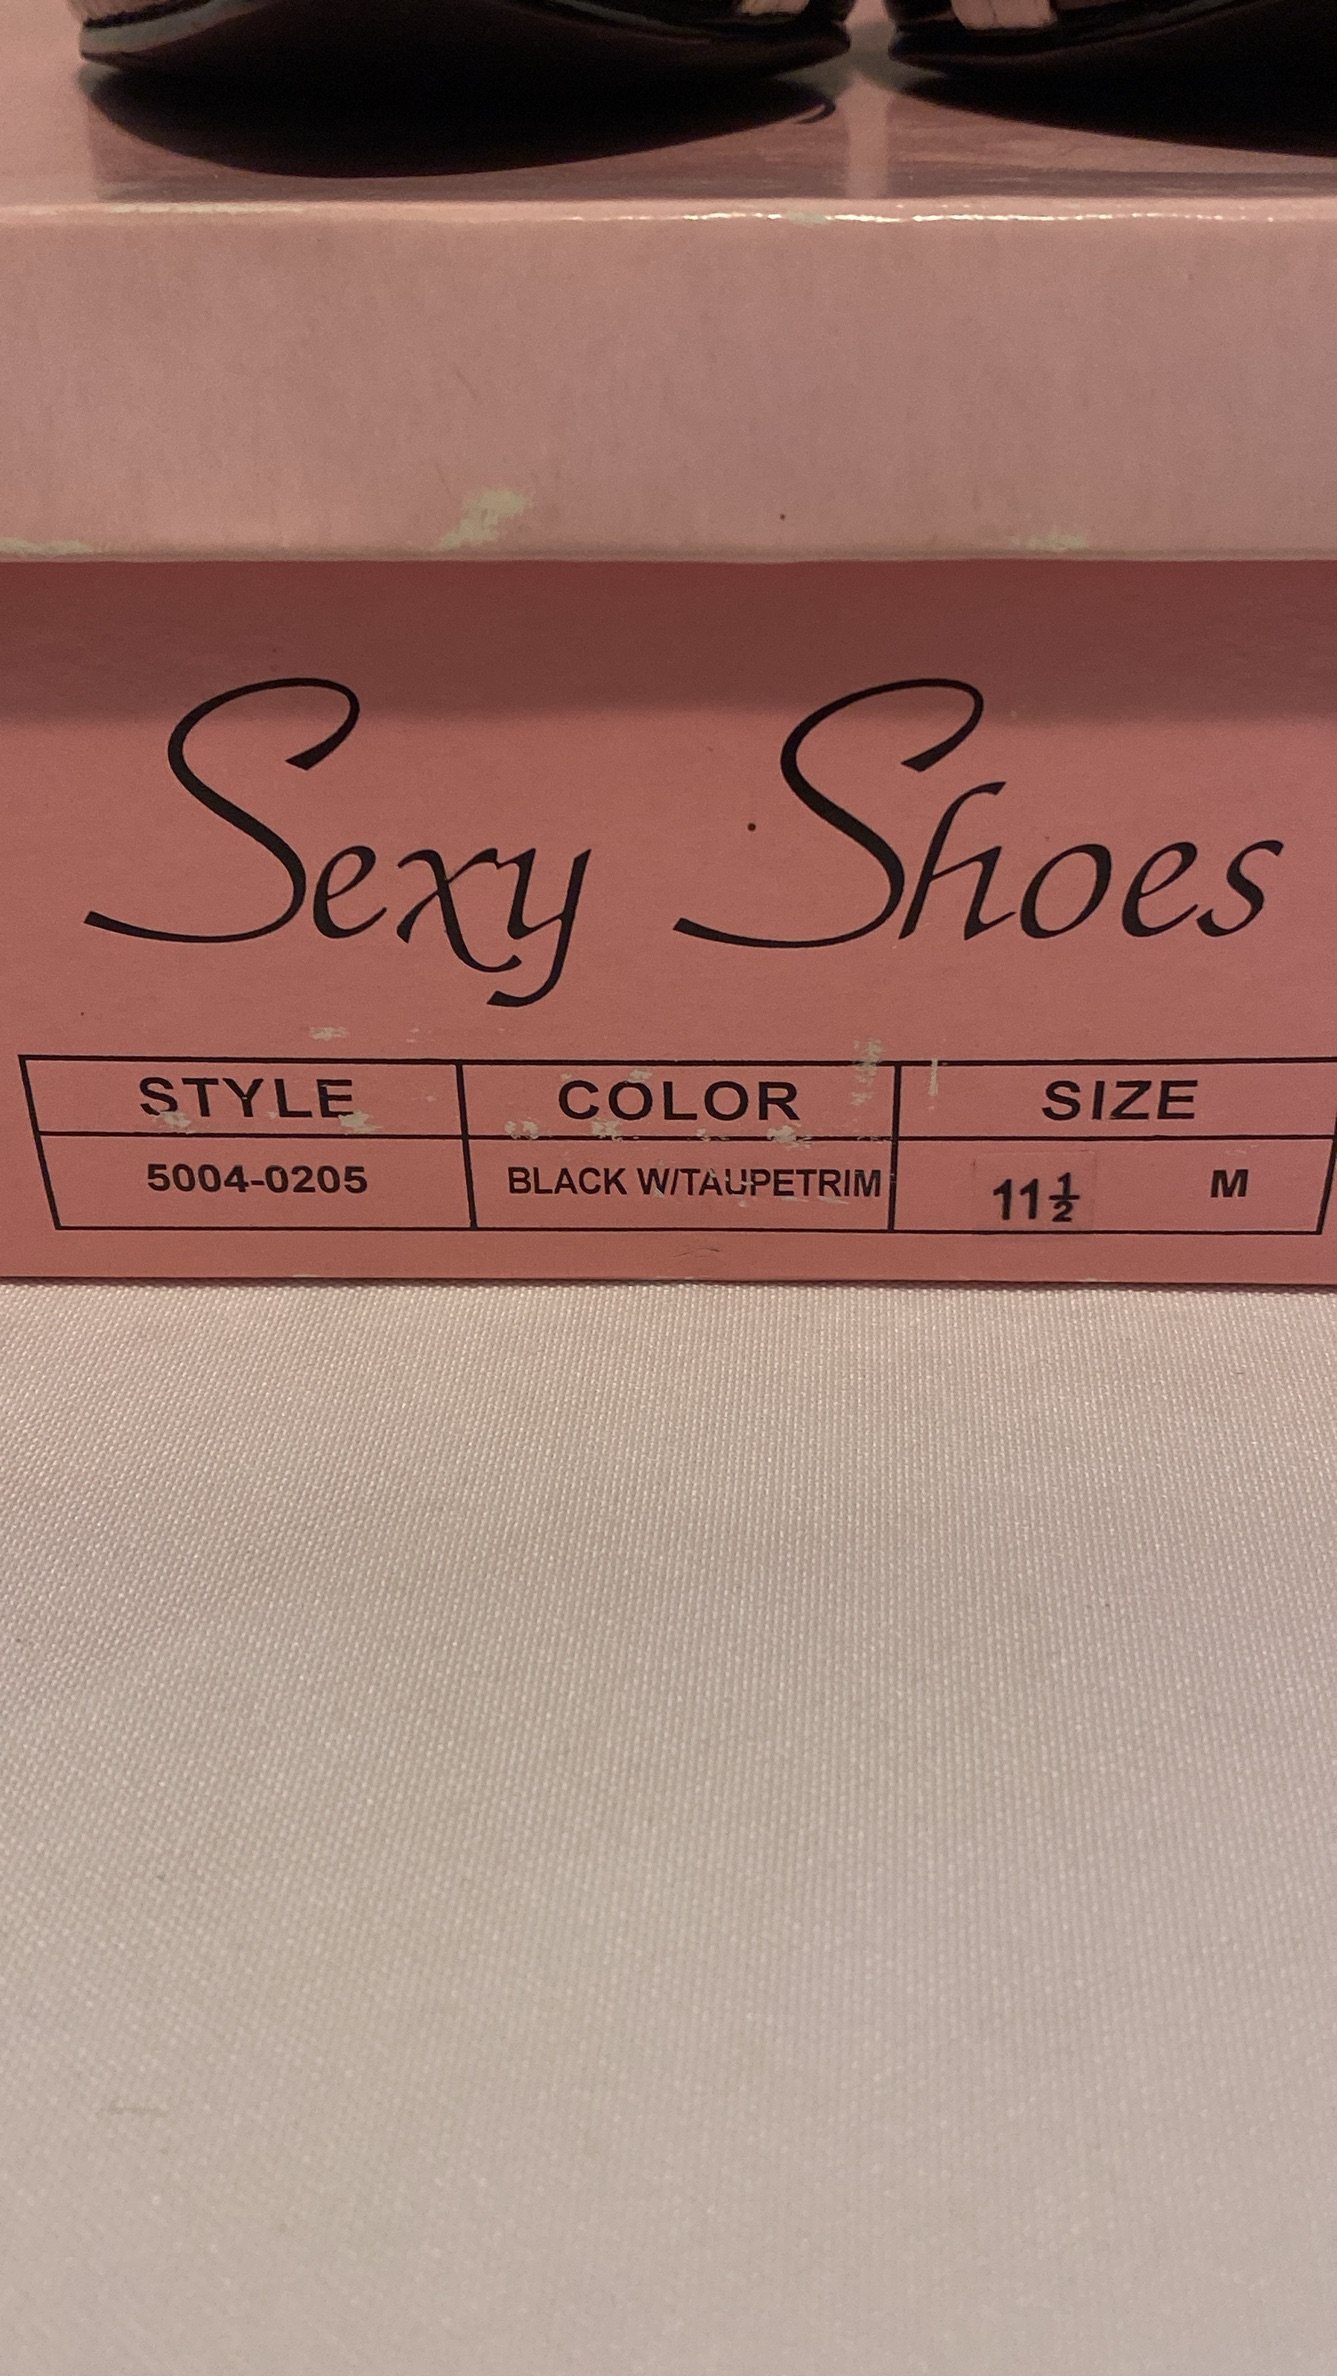 Sexy Shoes
STYLE COLOR SIZE
5004-0205 BLACK W/TAUPETRIM 11½ M